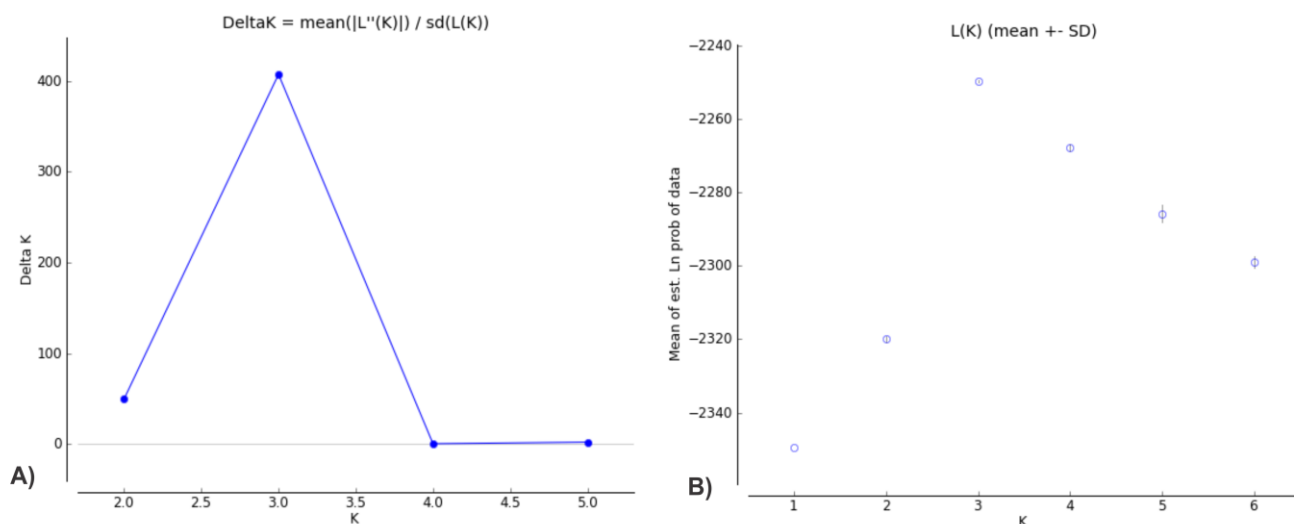 DeltaK = mean(|L''(K)|) / sd(L(K))
400
300
200
100
0
Delta K
2.0 2.5 3.0 3.5 4.0 4.5 5.0
K
A)
L(K) (mean +- SD)
−2240
−2260
−2280
−2300
−2320
−2340
Mean of est. Ln prob of data
1 2 3 4 5 6
K
B)